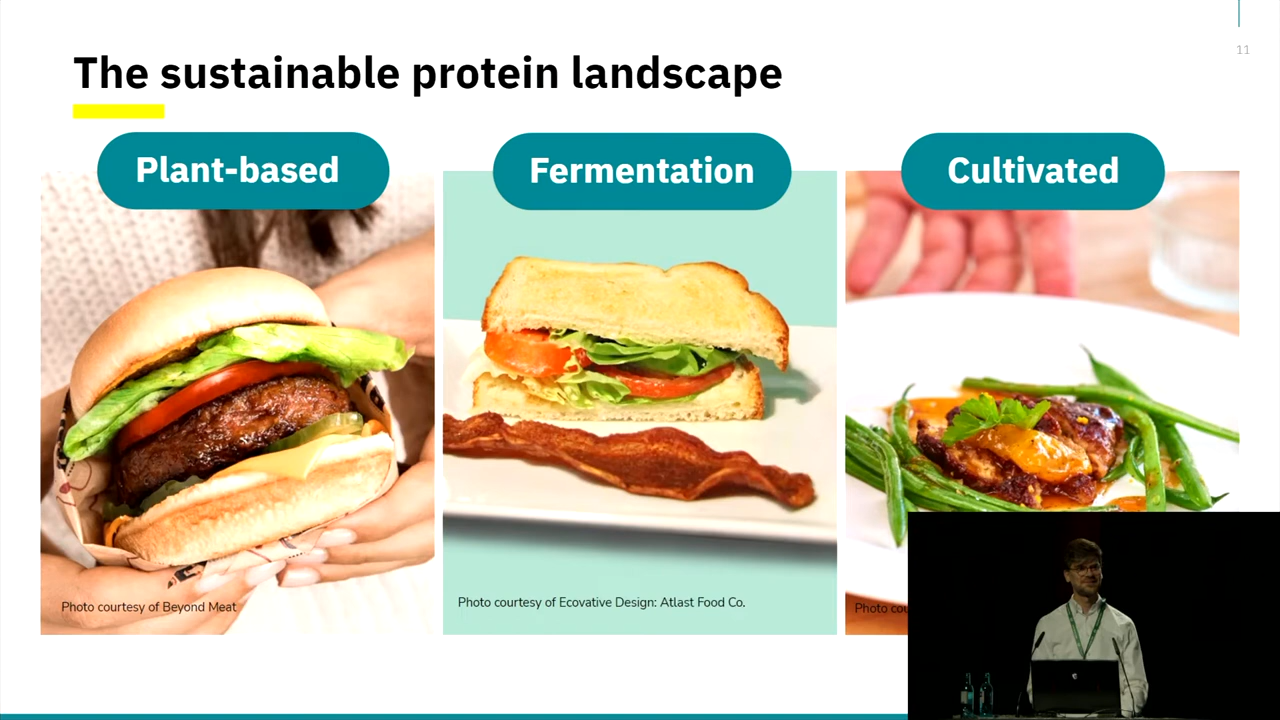 11
The sustainable protein landscape
Plant-based
Fermentation
Cultivated
Photo courtesy of Beyond Meat
Photo courtesy of Ecovative Design: Atlast Food Co.
Photo